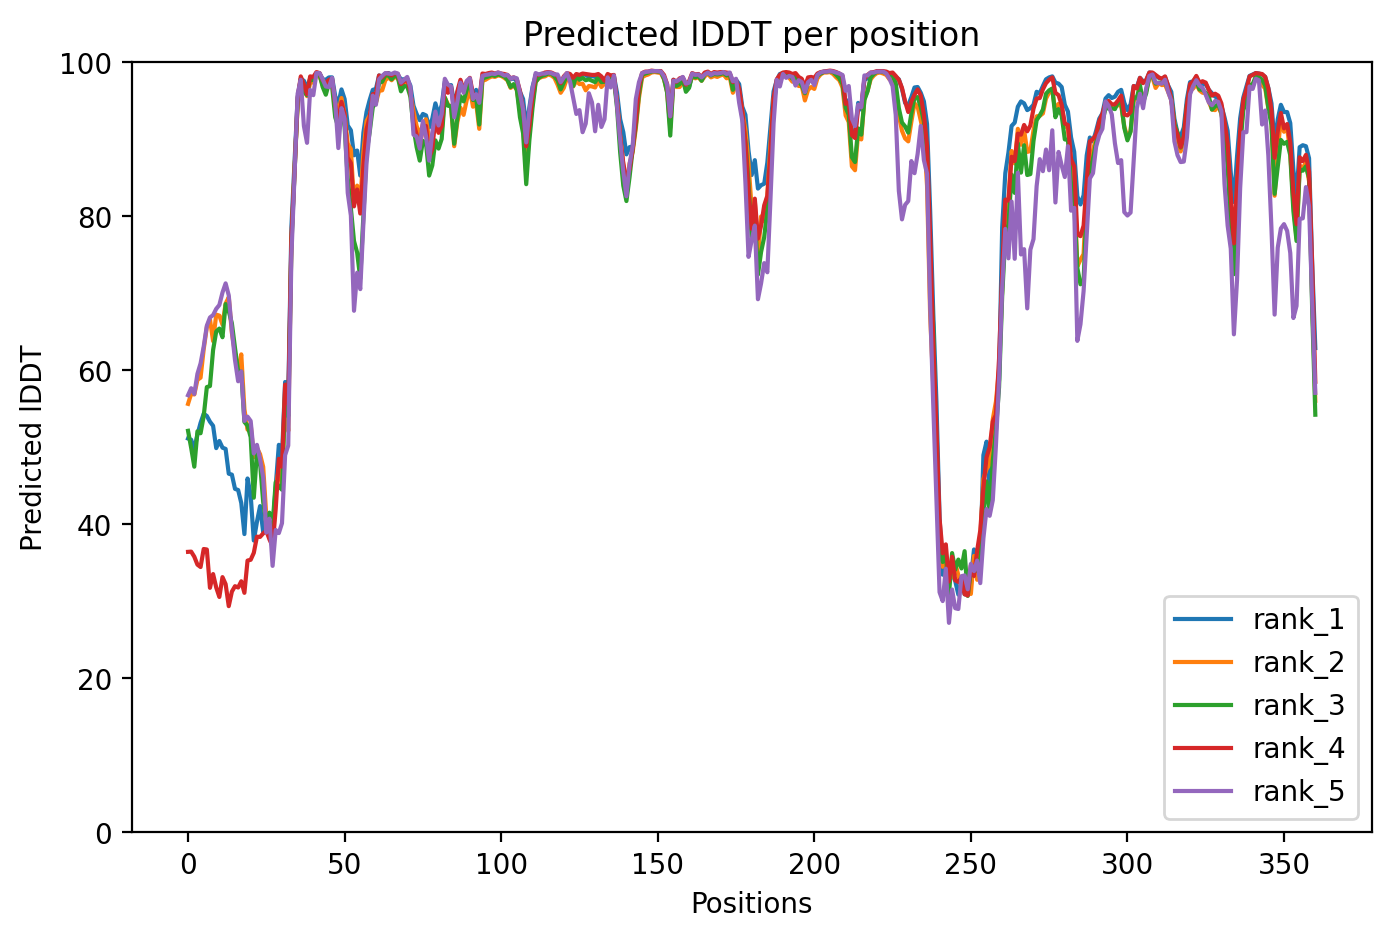 Predicted lDDT per position
Predicted lDDT
100
80
60
40
20
0
0 50 100 150 200 250 300 350
Positions
rank_1
rank_2
rank_3
rank_4
rank_5